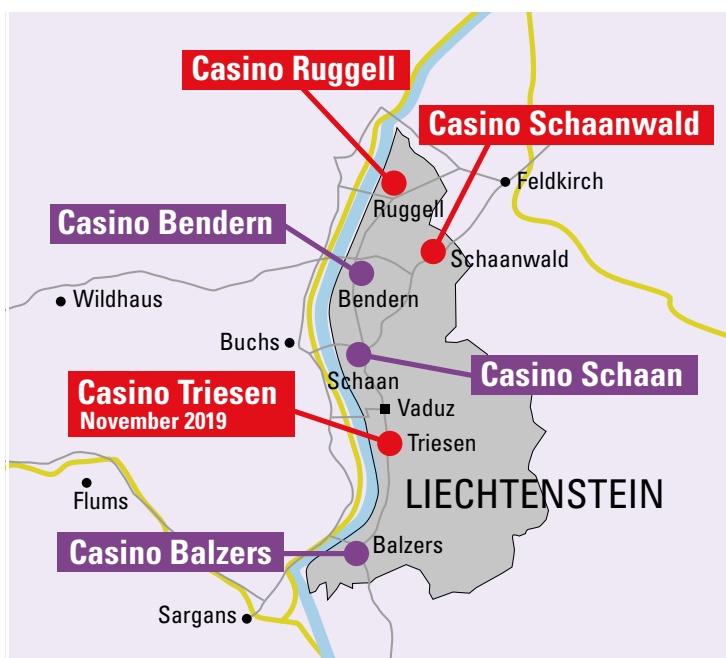 Casino Ruggell
Casino Schaanwald
Feldkirch
Ruggell
Casino Bendern
Schaanwald
Bendern
Wildhaus
Buchs
Schaan
Casino Schaan
Casino Triesen
November 2019
Vaduz
Triesen
Flums
LIECHTENSTEIN
Casino Balzers
Balzers
Sargans